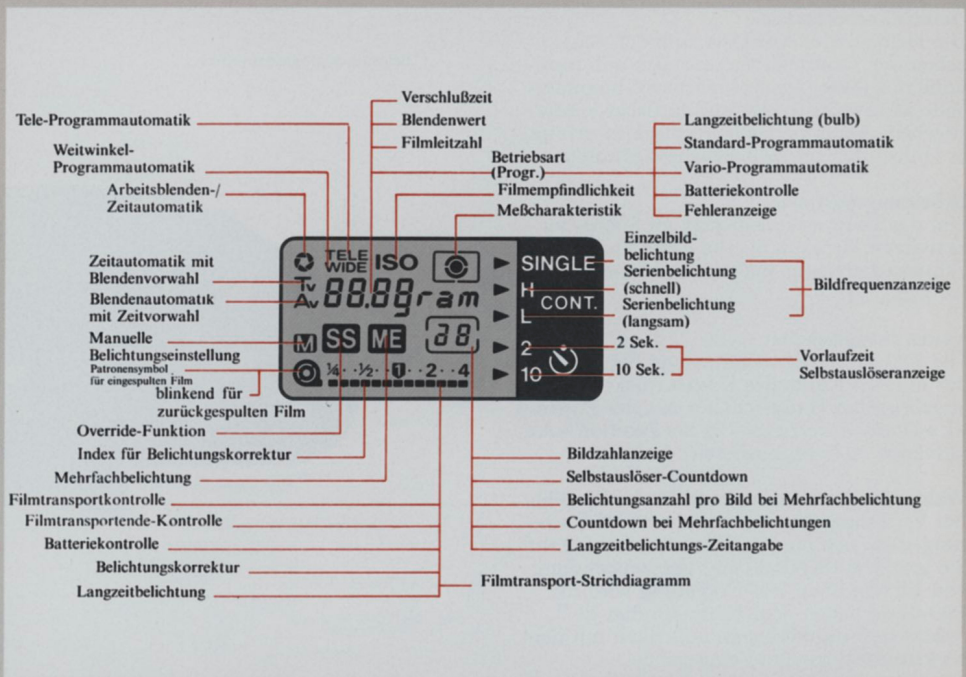 Verschlußzeit
Blendenwert
Filmleitzahl
Tele-Programmautomatik
Weitwinkel-
Programmautomatik
Arbeitsblenden-/
Zeitautomatik
Betriebsart
(Progr.)
Filmempfindlichkeit
Meßcharakteristik
Langzeitbelichtung (bulb)
Standard-Programmautomatik
Vario-Programmautomatik
Batteriekontrolle
Fehleranzeige
Zeitautomatik mit
Blendenvorwahl
Blendenautomatik
mit Zeitvorwahl
Manuelle
Belichtungseinstellung
Patronensymbol
für eingespulten Film
blinkend für
zurückgespulten Film
TELE
WIDE
ISO
Tv
Av
88.8gram
M SS ME
38
¼··½··1··2··4
SINGLE
H
CONT.
L
2
10
Einzelbild-
belichtung
Serienbelichtung
(schnell)
Serienbelichtung
(langsam)
Bildfrequenzanzeige
2 Sek.
10 Sek.
Vorlaufzeit
Selbstauslöseranzeige
Override-Funktion
Index für Belichtungskorrektur
Mehrfachbelichtung
Filmtransportkontrolle
Filmtransportende-Kontrolle
Batteriekontrolle
Belichtungskorrektur
Langzeitbelichtung
Bildzahlanzeige
Selbstauslöser-Countdown
Belichtungsanzahl pro Bild bei Mehrfachbelichtung
Countdown bei Mehrfachbelichtungen
Langzeitbelichtungs-Zeitangabe
Filmtransport-Strichdiagramm